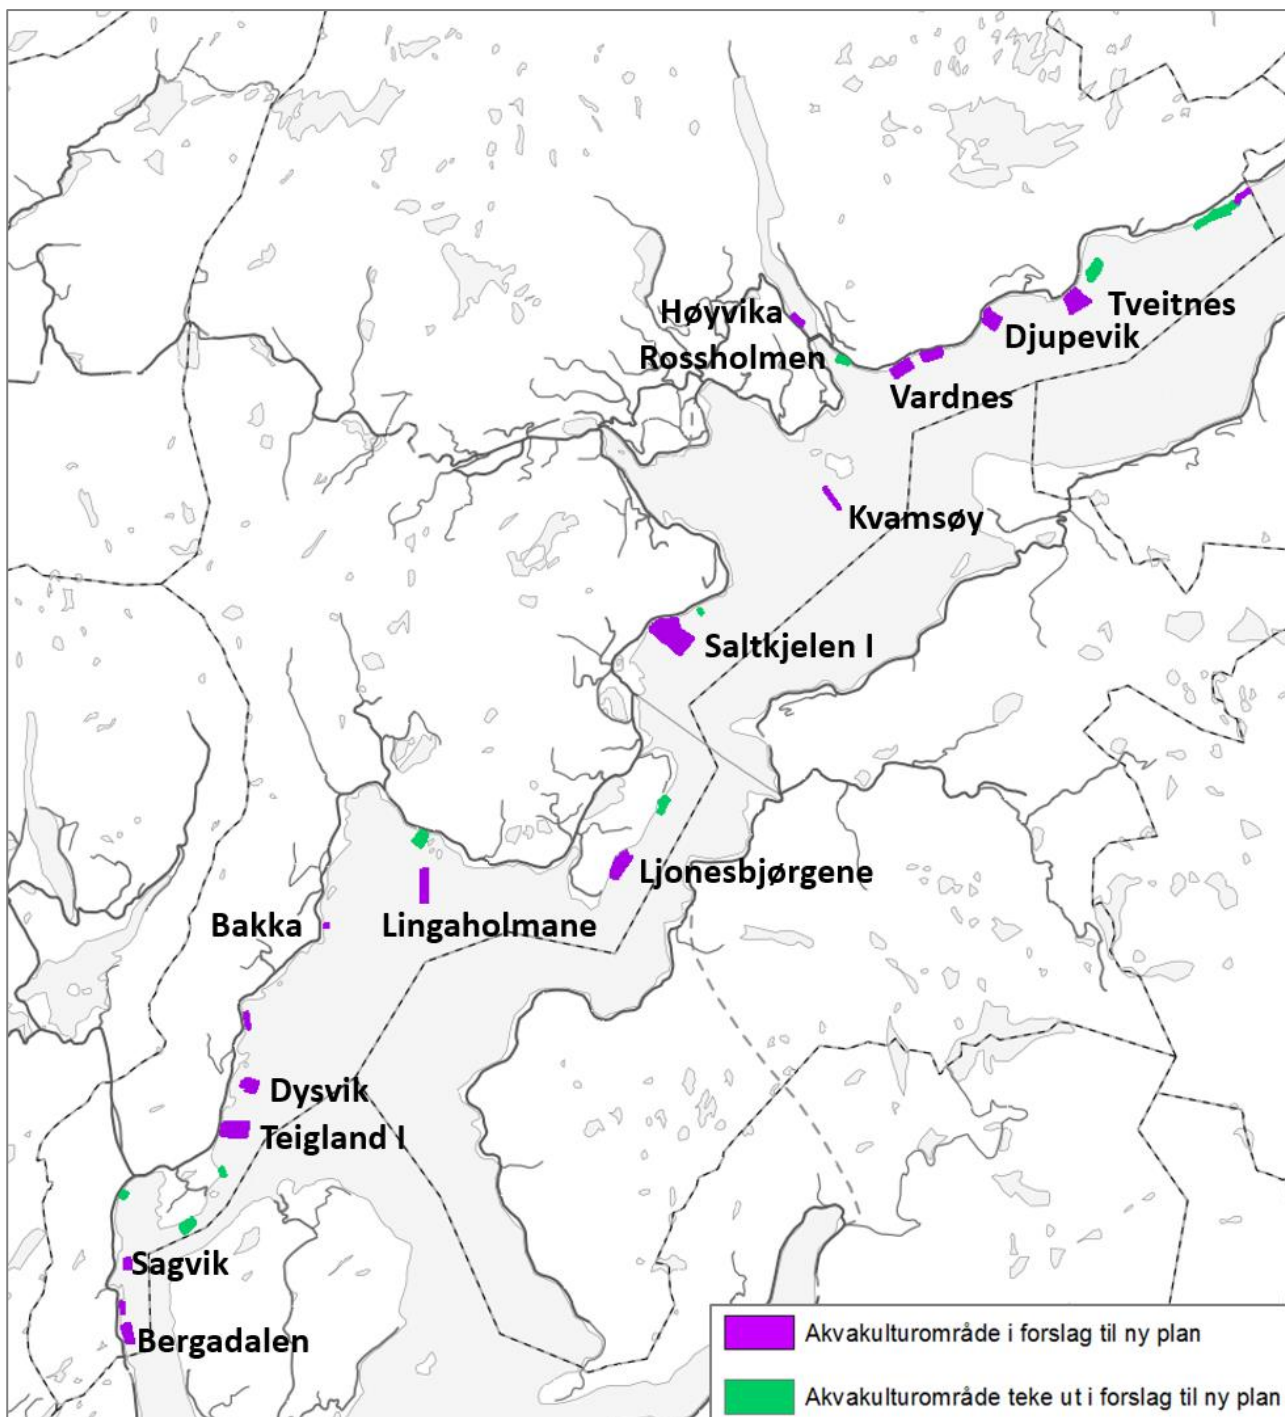 Høyvika
Tveitnes
Djupevik
Rossholmen
Vardnes
Kvamsøy
Saltkjelen I
Ljonesbjørgene
Bakka
Lingaholmane
Dysvik
Teigland I
Sagvik
Bergadalen
Akvakulturområde i forslag til ny plan
Akvakulturområde teke ut i forslag til ny plan